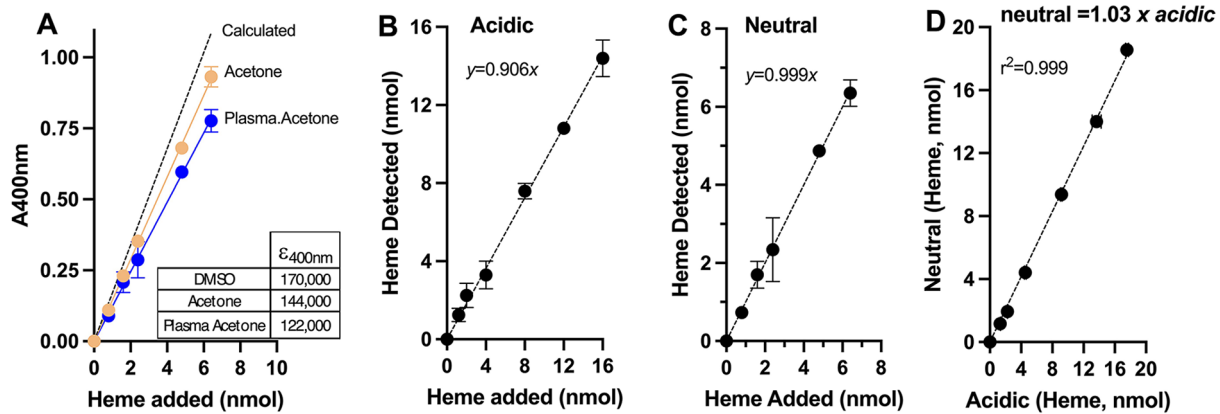 A
Calculated
Acetone
Plasma.Acetone
A400nm
1.00
0.75
0.50
0.25
0.00
ε400nm
DMSO 170,000
Acetone 144,000
Plasma Acetone 122,000
0 2 4 6 8 10
Heme added (nmol)
B
Acidic
y=0.906x
Heme Detected (nmol)
16
12
8
4
0
0 4 8 12 16
Heme added (nmol)
C
Neutral
y=0.999x
Heme Detected (nmol)
8
6
4
2
0
0 2 4 6 8
Heme Added (nmol)
D
neutral =1.03 x acidic
r2=0.999
Neutral (Heme, nmol)
20
16
12
8
4
0
0 4 8 12 16 20
Acidic (Heme, nmol)